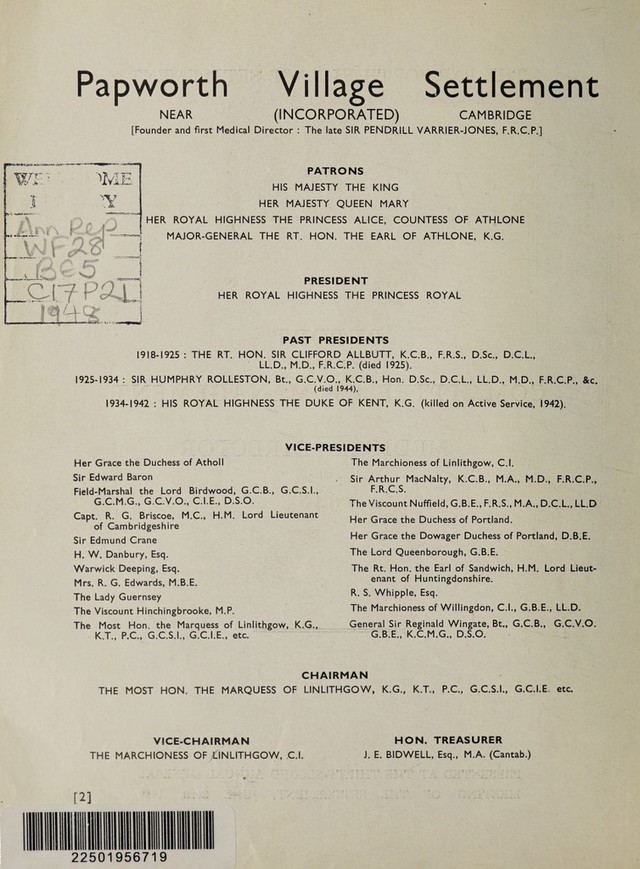 Papworth Village Settlement
NEAR (INCORPORATED) CAMBRIDGE
[Founder and first Medical Director : The late SIR PENDRILL VARRIER-JONES, F.R.C.P.]
PATRONS
HIS MAJESTY THE KING
HER MAJESTY QUEEN MARY
HER ROYAL HIGHNESS THE PRINCESS ALICE, COUNTESS OF ATHLONE
MAJOR-GENERAL THE RT. HON. THE EARL OF ATHLONE, K.G.
Ann Rep
WF28
BE5
C17P21
1948
PRESIDENT
HER ROYAL HIGHNESS THE PRINCESS ROYAL
PAST PRESIDENTS
1918-1925 : THE RT. HON. SIR CLIFFORD ALLBUTT, K.C.B., F.R.S., D.Sc., D.C.L.,
LL.D., M.D., F.R.C.P. (died 1925).
1925-1934 : SIR HUMPHRY ROLLESTON, Bt., G.C.V.O., K.C.B., Hon. D.Sc., D.C.L., LL.D., M.D., F.R.C.P., &c.
(died 1944).
1934-1942 : HIS ROYAL HIGHNESS THE DUKE OF KENT, K.G. (killed on Active Service, 1942).
VICE-PRESIDENTS
Her Grace the Duchess of Atholl
Sir Edward Baron
Field-Marshal the Lord Birdwood, G.C.B., G.C.S.I.,
G.C.M.G., G.C.V.O., C.I.E., D.S.O.
Capt. R. G. Briscoe, M.C., H.M. Lord Lieutenant
of Cambridgeshire
Sir Edmund Crane
H. W. Danbury, Esq.
Warwick Deeping, Esq.
Mrs. R. G. Edwards, M.B.E.
The Lady Guernsey
The Viscount Hinchingbrooke, M.P.
The Most Hon. the Marquess of Linlithgow, K.G.,
K.T., P.C., G.C.S.I., G.C.I.E., etc.
The Marchioness of Linlithgow, C.I.
Sir Arthur MacNalty, K.C.B., M.A., M.D., F.R.C.P.,
F.R.C.S.
The Viscount Nuffield, G.B.E., F.R.S., M.A., D.C.L., LL.D
Her Grace the Duchess of Portland.
Her Grace the Dowager Duchess of Portland, D.B.E.
The Lord Queenborough, G.B.E.
The Rt. Hon. the Earl of Sandwich, H.M. Lord Lieut-
enant of Huntingdonshire.
R. S. Whipple, Esq.
The Marchioness of Willingdon, C.I., G.B.E., LL.D.
General Sir Reginald Wingate, Bt., G.C.B., G.C.V.O.
G.B.E., K.C.M.G., D.S.O.
CHAIRMAN
THE MOST HON. THE MARQUESS OF LINLITHGOW, K.G., K.T., P.C., G.C.S.I., G.C.I.E. etc.
VICE-CHAIRMAN
THE MARCHIONESS OF LINLITHGOW, C.I.
HON. TREASURER
J. E. BIDWELL, Esq., M.A. (Cantab.)
[2]
22501956719